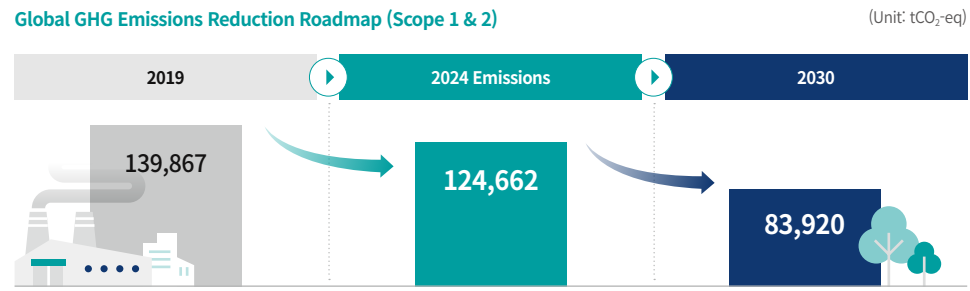 Global GHG Emissions Reduction Roadmap (Scope 1 & 2)
(Unit: tCO₂-eq)
2019
2024 Emissions
2030
139,867
124,662
83,920